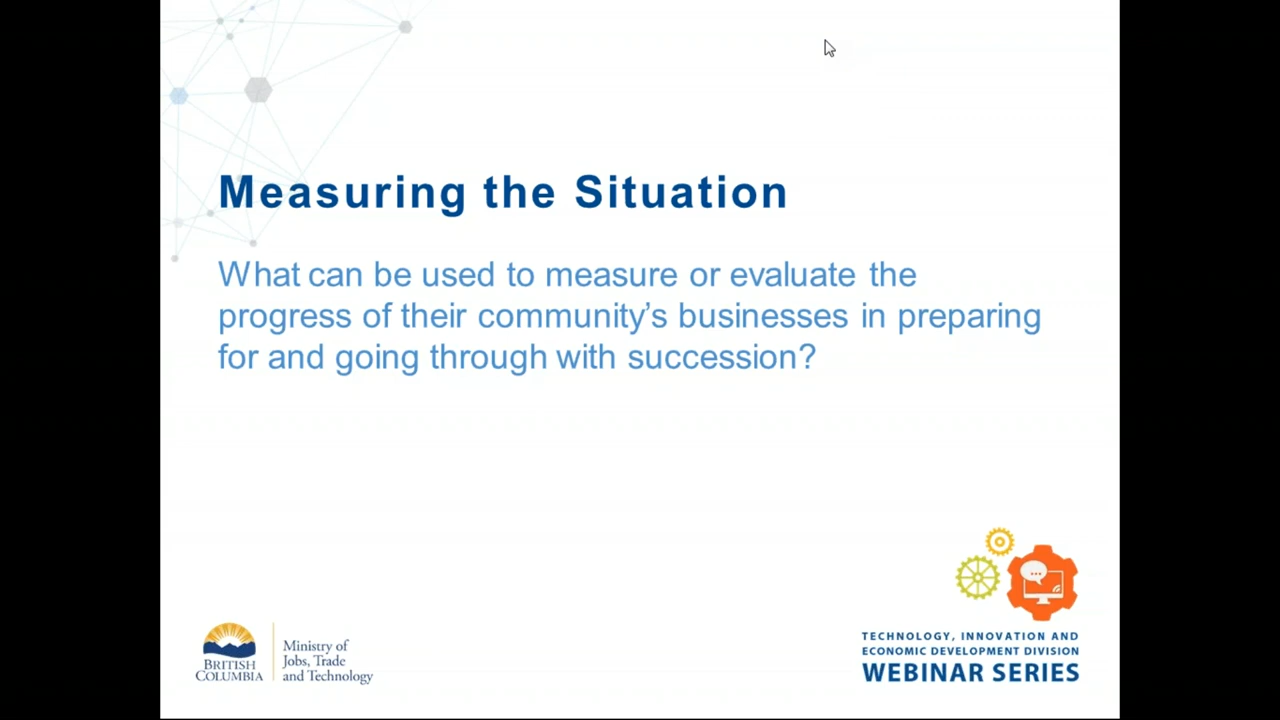 Measuring the Situation
What can be used to measure or evaluate the
progress of their community’s businesses in preparing
for and going through with succession?
BRITISH
COLUMBIA
Ministry of
Jobs, Trade
and Technology
TECHNOLOGY, INNOVATION AND
ECONOMIC DEVELOPMENT DIVISION
WEBINAR SERIES